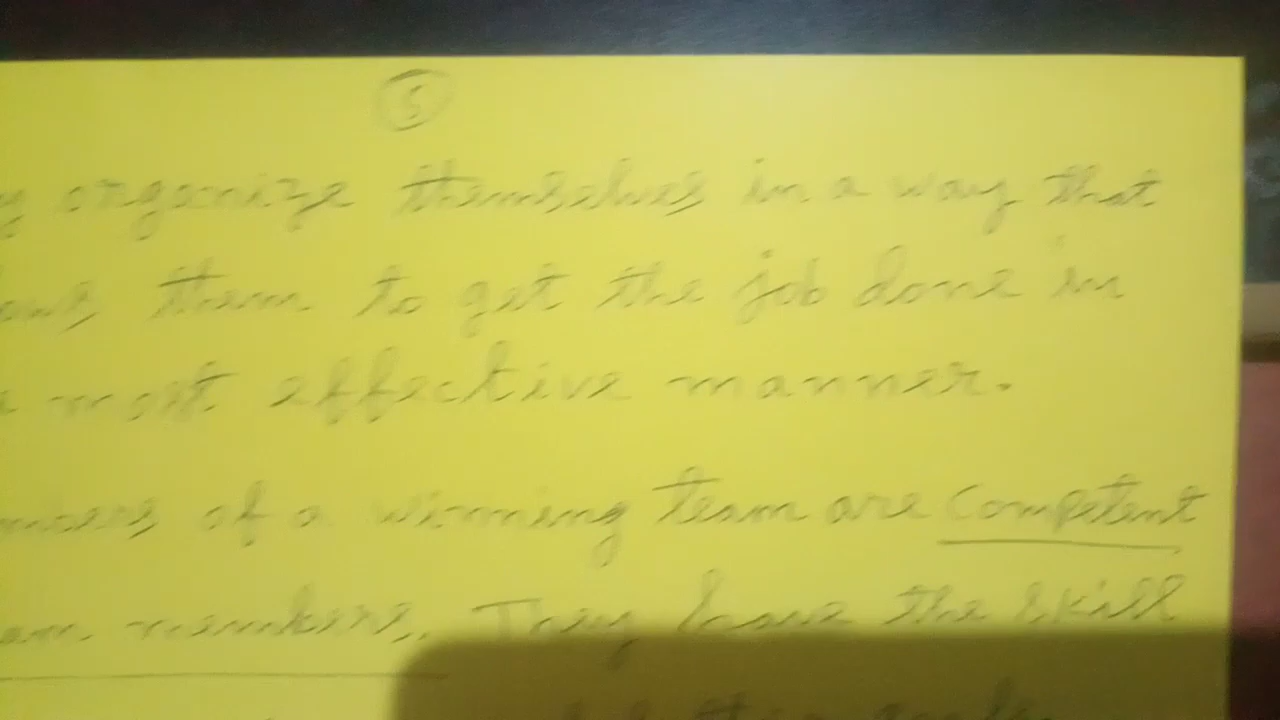 5
organize themselves in a way that
them to get the job done in
most effective manner.
of a winning team are competent
members. They have the skill